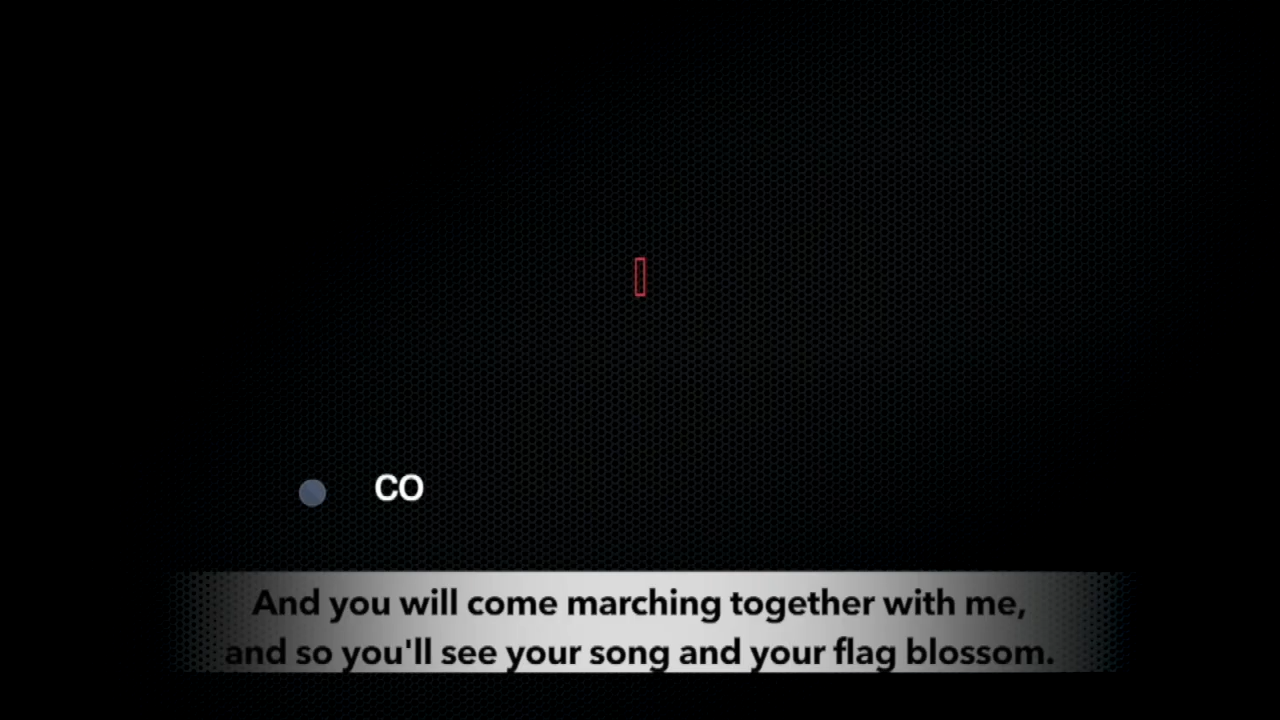 CO
And you will come marching together with me,
and so you'll see your song and your flag blossom.